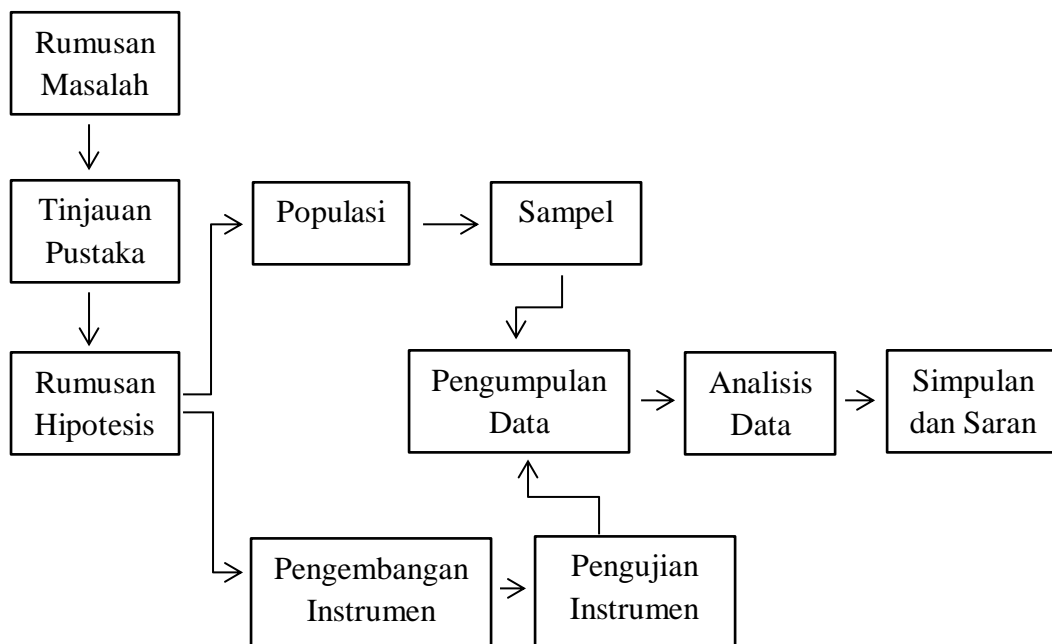 Rumusan
Masalah
Tinjauan
Pustaka
Populasi
Sampel
Rumusan
Hipotesis
Pengumpulan
Data
Analisis
Data
Simpulan
dan Saran
Pengembangan
Instrumen
Pengujian
Instrumen